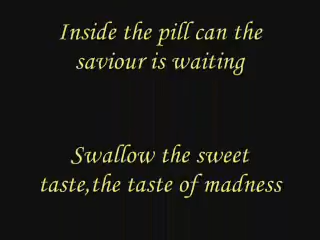 Inside the pill can the
saviour is waiting
Swallow the sweet
taste,the taste of madness